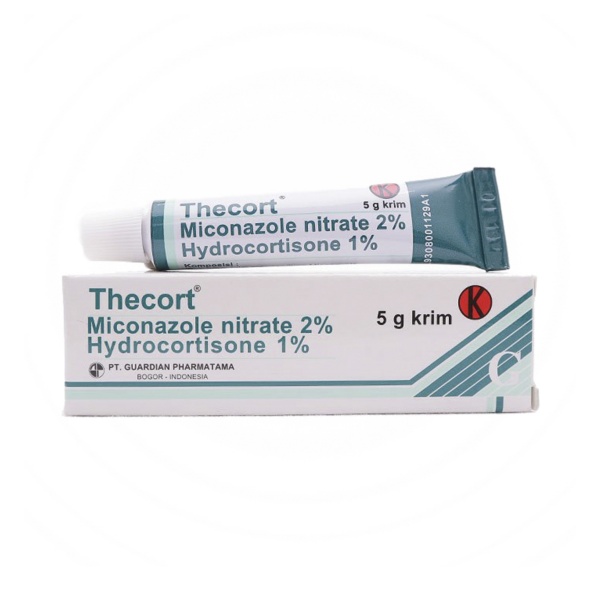 Thecort®
Miconazole nitrate 2%
Hydrocortisone 1%
5 g krim
K
9308001129A1
Thecort®
Miconazole nitrate 2%
Hydrocortisone 1%
5 g krim
K
PT. GUARDIAN PHARMATAMA
BOGOR - INDONESIA
G